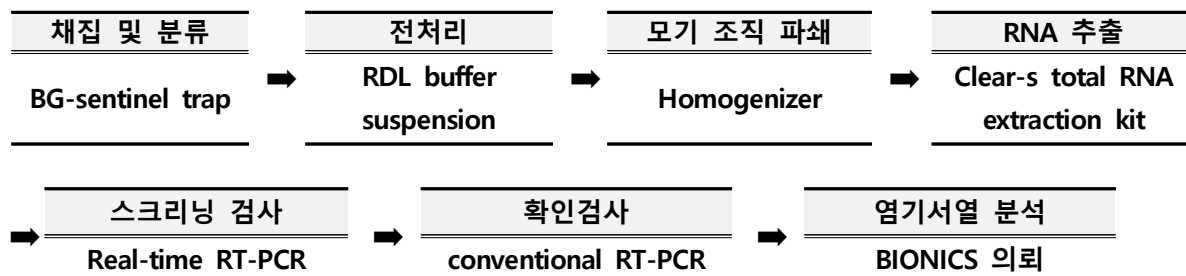 채집 및 분류
BG-sentinel trap
전처리
RDL buffer
suspension
모기 조직 파쇄
Homogenizer
RNA 추출
Clear-s total RNA
extraction kit
스크리닝 검사
Real-time RT-PCR
확인검사
conventional RT-PCR
염기서열 분석
BIONICS 의뢰